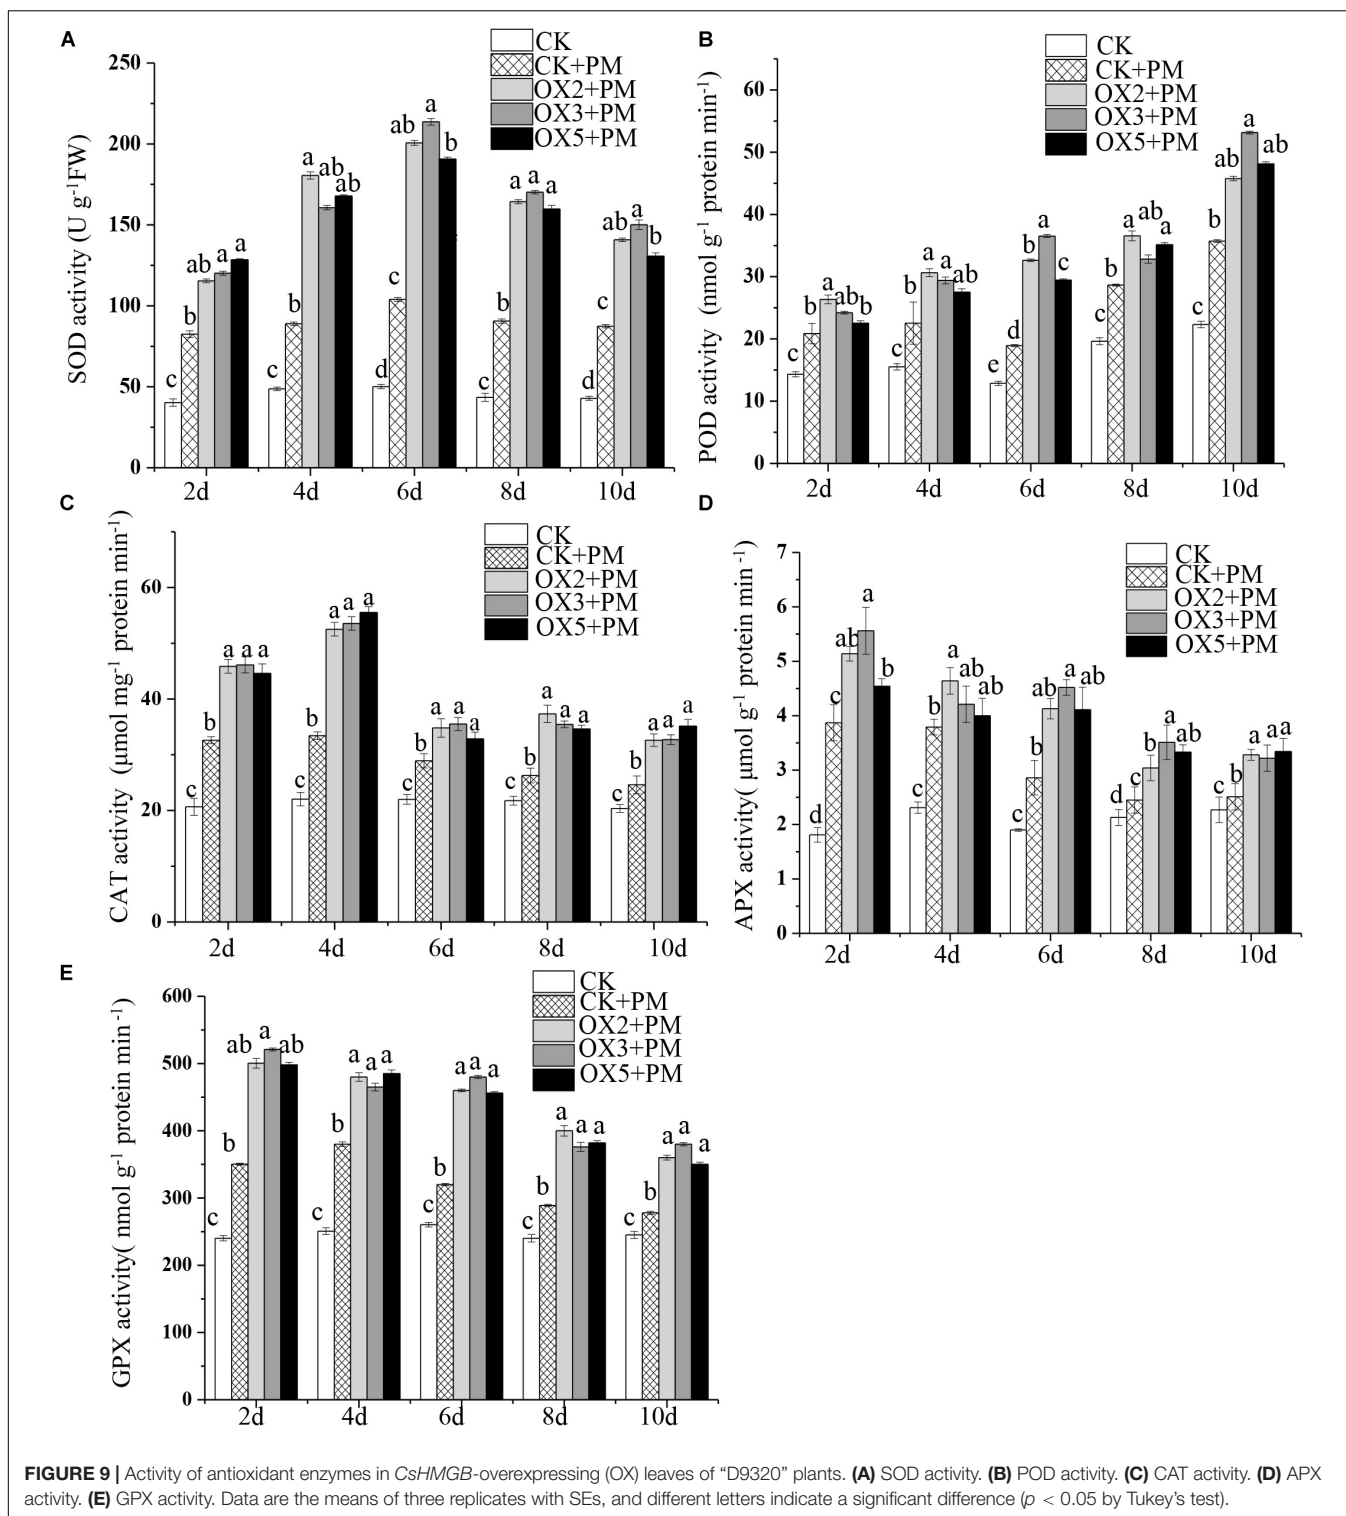 A
SOD activity (U g-1FW)
250
200
150
100
50
0
CK
CK+PM
OX2+PM
OX3+PM
OX5+PM
c b ab a a
c b a ab ab
d c ab a b
c b a a a
d c ab a b
2d 4d 6d 8d 10d
B
POD activity (nmol g-1 protein min-1)
60
50
40
30
20
10
0
CK
CK+PM
OX2+PM
OX3+PM
OX5+PM
c b a ab b
c b a a ab
e d b a c
c b a ab a
c b ab a ab
2d 4d 6d 8d 10d
C
CAT activity (μmol mg-1 protein min-1)
60
40
20
0
CK
CK+PM
OX2+PM
OX3+PM
OX5+PM
c b a a a
c b a a a
c b a a a
c b a a a
c b a a a
2d 4d 6d 8d 10d
D
APX activity( μmol g-1 protein min -1)
7
6
5
4
3
2
1
0
CK
CK+PM
OX2+PM
OX3+PM
OX5+PM
d c ab a b
c b a ab ab
c b ab a ab
d c b a ab
c b a a a
2d 4d 6d 8d 10d
E
GPX activity( nmol g-1 protein min -1)
600
500
400
300
200
100
0
CK
CK+PM
OX2+PM
OX3+PM
OX5+PM
c b ab a ab
c b a a a
c b a a a
c b a a a
c b a a a
2d 4d 6d 8d 10d
FIGURE 9 | Activity of antioxidant enzymes in CsHMGB-overexpressing (OX) leaves of “D9320” plants. (A) SOD activity. (B) POD activity. (C) CAT activity. (D) APX
activity. (E) GPX activity. Data are the means of three replicates with SEs, and different letters indicate a significant difference (p < 0.05 by Tukey’s test).